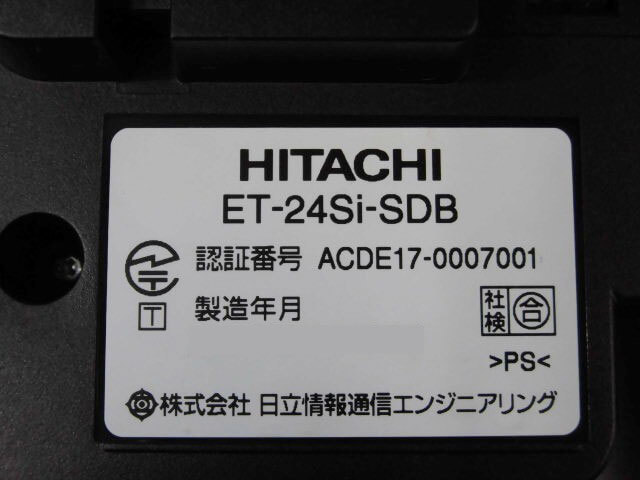 HITACHI
ET-24Si-SDB
認証番号 ACDE17-0007001
T 製造年月
社検 合
>PS<
株式会社 日立情報通信エンジニアリング